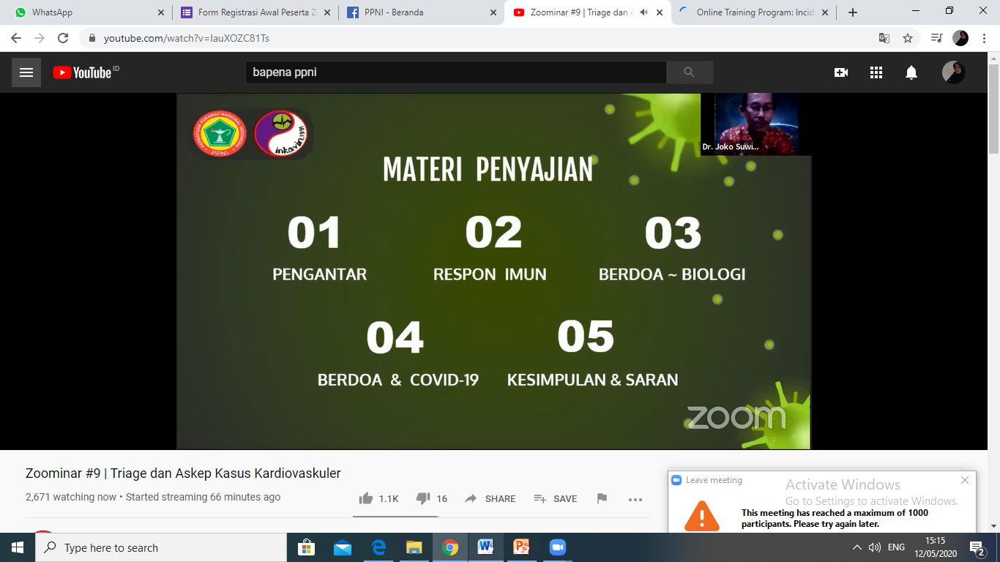 WhatsApp
Form Registrasi Awal Peserta Z
PPNI - Beranda
Zoominar #9 | Triage dan A
Online Training Program: Incid
youtube.com/watch?v=IauXOZC81Ts
YouTube ID
bapena ppni
PERSATUAN PERAWAT NASIONAL INDONESIA
PPNI
inkavin.1991
Dr. Joko Suwi...
MATERI PENYAJIAN
01
02
03
PENGANTAR
RESPON IMUN
BERDOA ~ BIOLOGI
04
05
BERDOA & COVID-19
KESIMPULAN & SARAN
zoom
Zoominar #9 | Triage dan Askep Kasus Kardiovaskuler
2,671 watching now • Started streaming 66 minutes ago
1.1K
16
SHARE
SAVE
Leave meeting
Activate Windows
Go to Settings to activate Windows.
This meeting has reached a maximum of 1000
participants. Please try again later.
Type here to search
ENG
15:15
12/05/2020
2